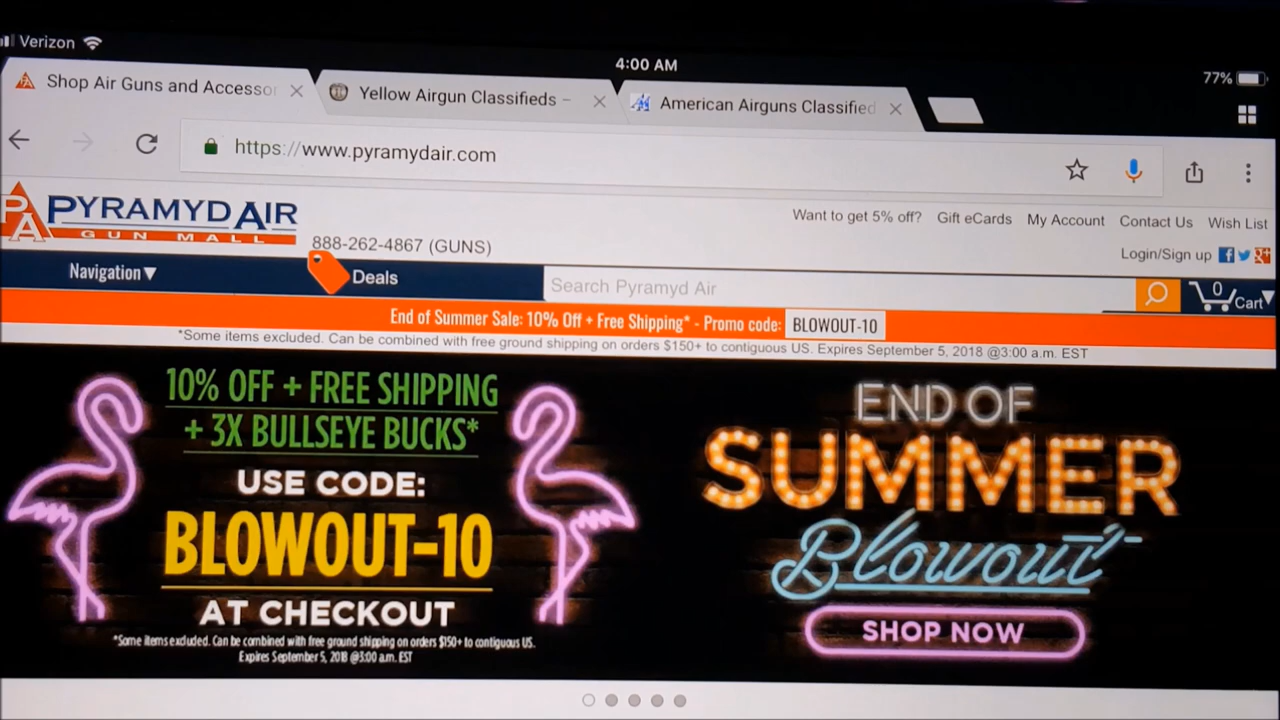 Verizon
4:00 AM
77%
Shop Air Guns and Accessor
Yellow Airgun Classifieds –
American Airguns Classified
https://www.pyramydair.com
PA PYRAMYD AIR
GUN MALL
888-262-4867 (GUNS)
Want to get 5% off? Gift eCards My Account Contact Us Wish List
Login/Sign up
Navigation▼
Deals
Search Pyramyd Air
0
Cart▼
End of Summer Sale: 10% Off + Free Shipping* - Promo code: BLOWOUT-10
*Some items excluded. Can be combined with free ground shipping on orders $150+ to contiguous US. Expires September 5, 2018 @3:00 a.m. EST
10% OFF + FREE SHIPPING
+ 3X BULLSEYE BUCKS*
USE CODE:
BLOWOUT-10
AT CHECKOUT
*Some items excluded. Can be combined with free ground shipping on orders $150+ to contiguous US.
Expires September 5, 2018 @3:00 a.m. EST
END OF
SUMMER
Blowout
SHOP NOW